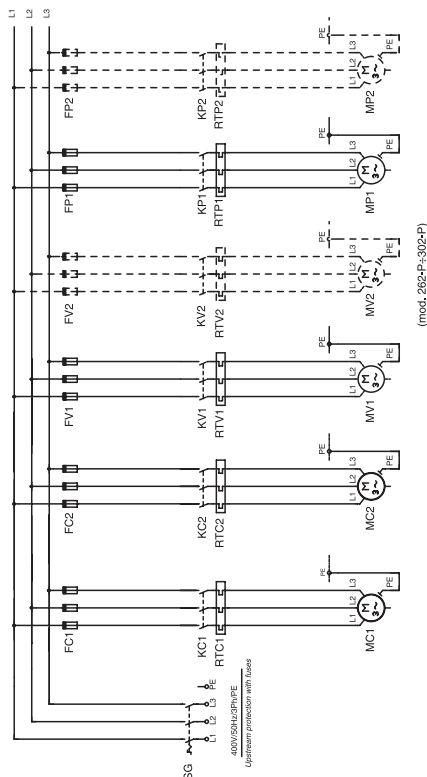 L1
L2
L3
PE
PE
PE
PE
PE
PE
FP2
KP2
RTP2
L1
L2
L3
PE
M
3~
MP2
FP1
KP1
RTP1
L1
L2
L3
PE
M
3~
MP1
FV2
KV2
RTV2
L1
L2
L3
PE
M
3~
MV2
(mod. 262-P÷302-P)
FV1
KV1
RTV1
L1
L2
L3
PE
M
3~
MV1
FC2
KC2
RTC2
L1
L2
L3
PE
M
3~
MC2
FC1
KC1
RTC1
L1
L2
L3
PE
M
3~
MC1
SG
L1
L2
L3
PE
400V/50Hz/3Ph/PE
Upstream protection with fuses